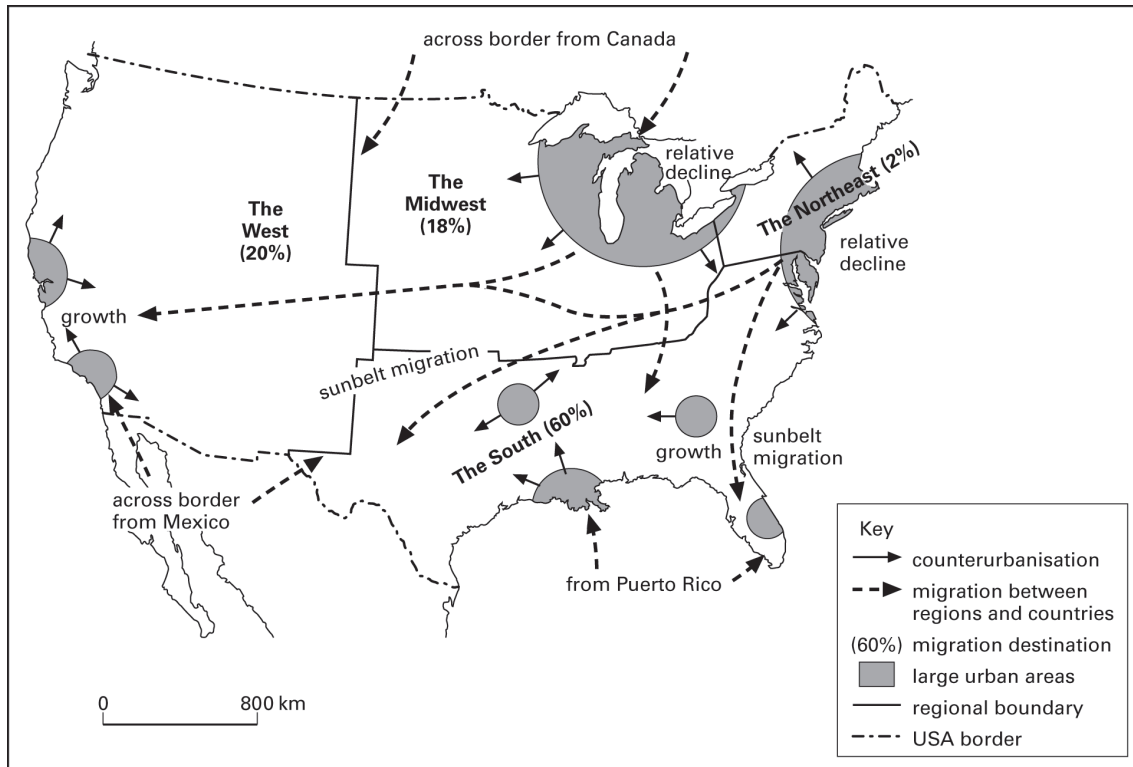 across border from Canada
relative
decline
The
Midwest
(18%)
The Northeast (2%)
The
West
(20%)
relative
decline
growth
sunbelt migration
The South (60%)
growth
sunbelt
migration
across border
from Mexico
from Puerto Rico
Key
counterurbanisation
migration between
regions and countries
(60%) migration destination
large urban areas
regional boundary
USA border
0 800 km